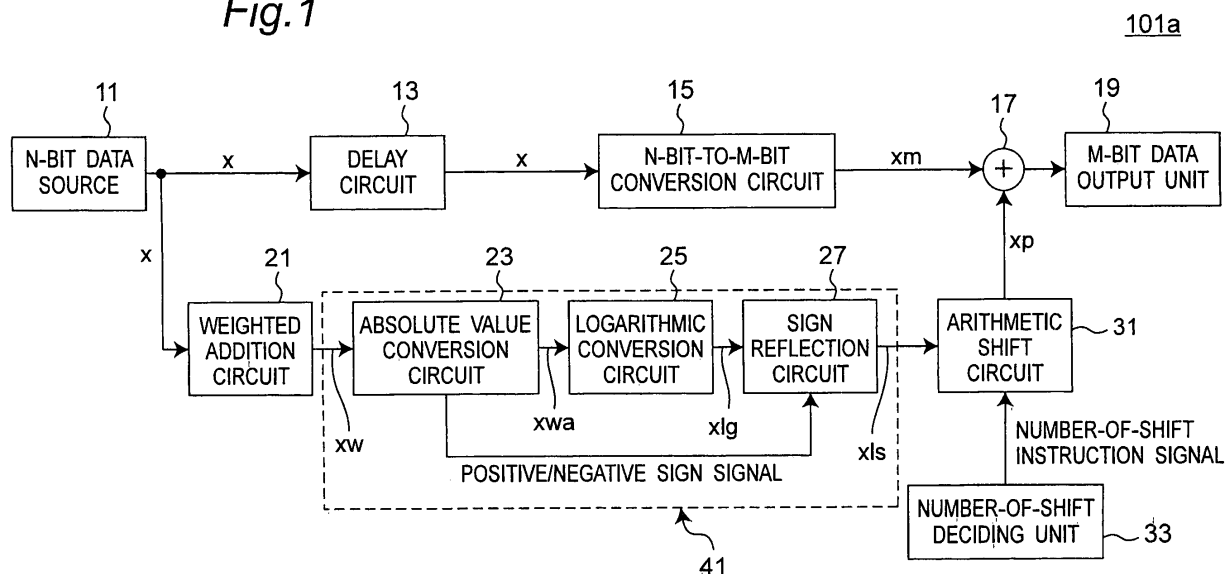 Fig.1
101a
11
13
15
17
19
N-BIT DATA
SOURCE
x
DELAY
CIRCUIT
x
N-BIT-TO-M-BIT
CONVERSION CIRCUIT
xm
+
M-BIT DATA
OUTPUT UNIT
x
xp
21
23
25
27
WEIGHTED
ADDITION
CIRCUIT
ABSOLUTE VALUE
CONVERSION
CIRCUIT
LOGARITHMIC
CONVERSION
CIRCUIT
SIGN
REFLECTION
CIRCUIT
ARITHMETIC
SHIFT
CIRCUIT
31
xw
xwa
xlg
xls
POSITIVE/NEGATIVE SIGN SIGNAL
NUMBER-OF-SHIFT
INSTRUCTION SIGNAL
NUMBER-OF-SHIFT
DECIDING UNIT
33
41